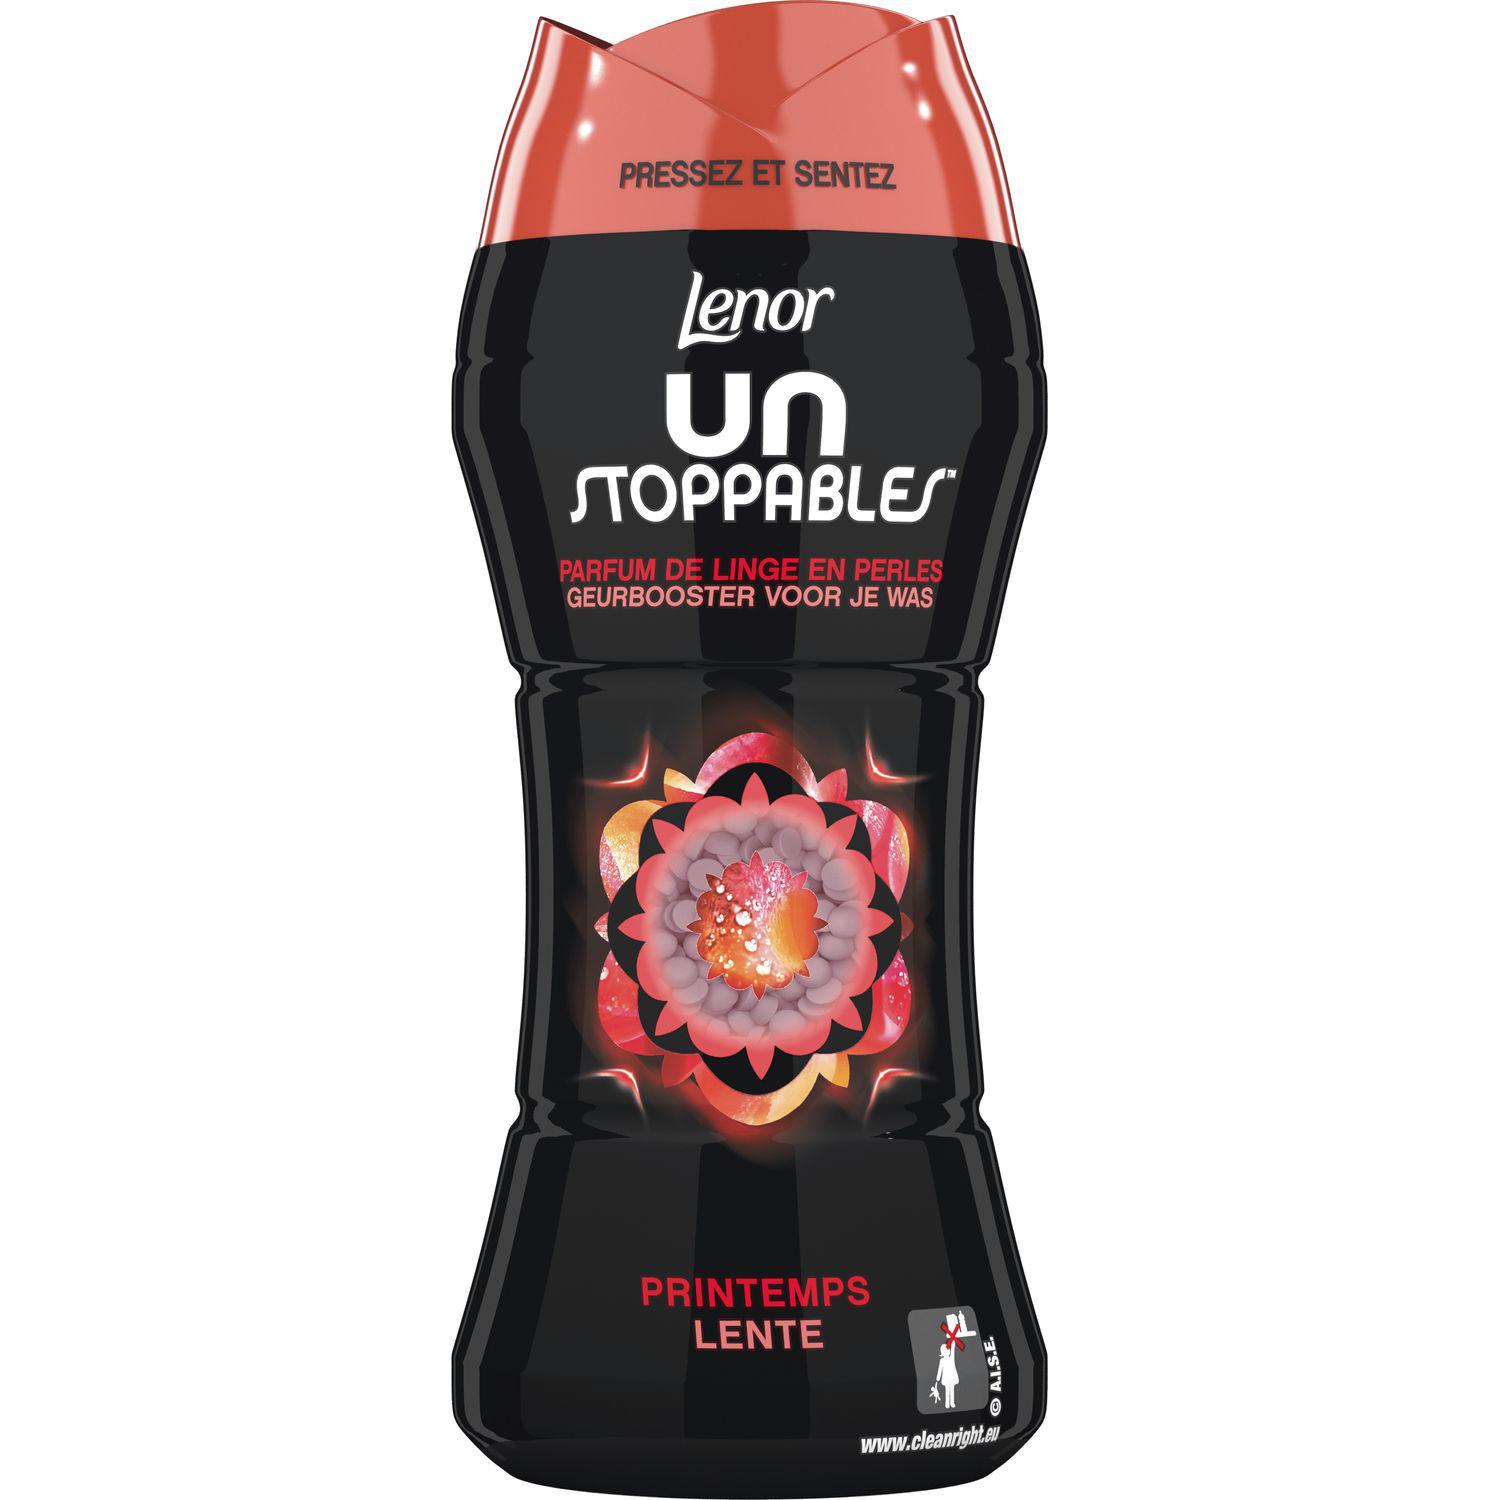 PRESSEZ ET SENTEZ
Lenor
UN
STOPPABLES™
PARFUM DE LINGE EN PERLES
GEURBOOSTER VOOR JE WAS
PRINTEMPS
LENTE
© A.I.S.E.
www.cleanright.eu